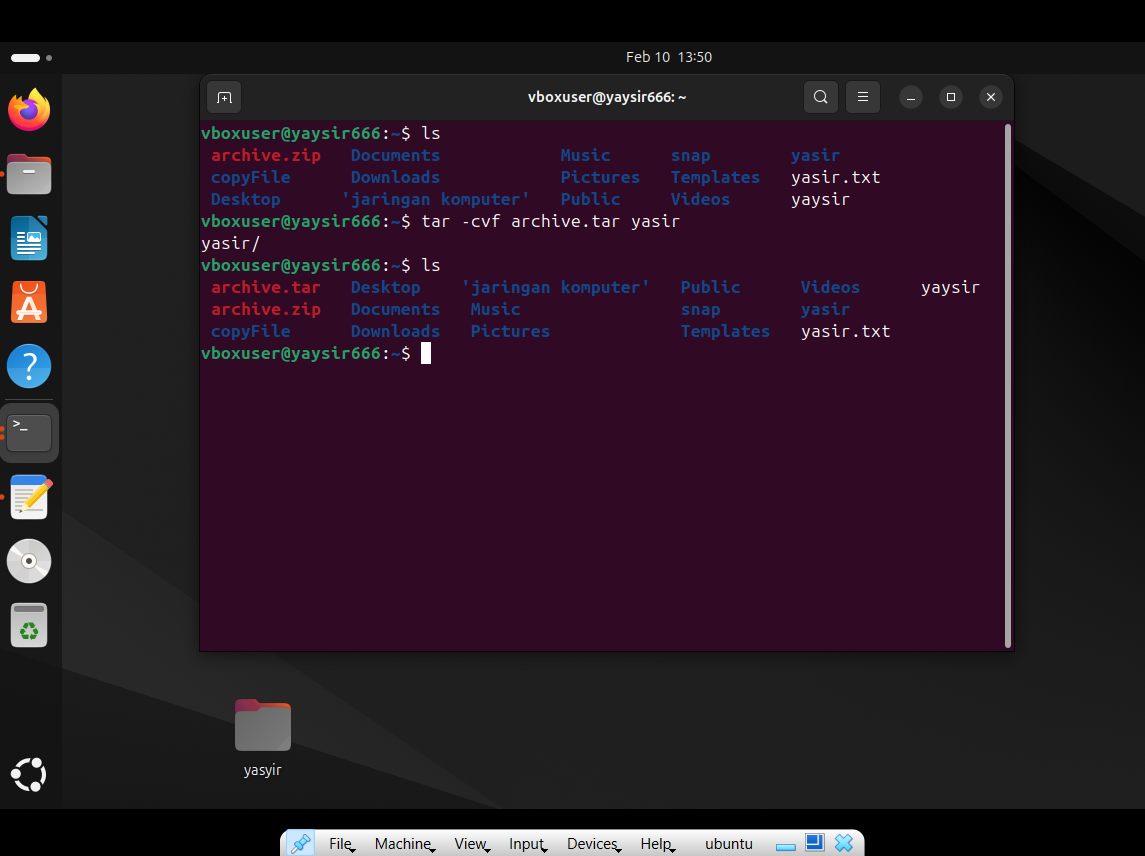 Feb 10 13:50
vboxuser@yaysir666: ~
vboxuser@yaysir666:~$ ls
archive.zip Documents Music snap yasir
copyFile Downloads Pictures Templates yasir.txt
Desktop 'jaringan komputer' Public Videos yaysir
vboxuser@yaysir666:~$ tar -cvf archive.tar yasir
yasir/
vboxuser@yaysir666:~$ ls
archive.tar Desktop 'jaringan komputer' Public Videos yaysir
archive.zip Documents Music snap yasir
copyFile Downloads Pictures Templates yasir.txt
vboxuser@yaysir666:~$
yasyir
File Machine View Input Devices Help ubuntu